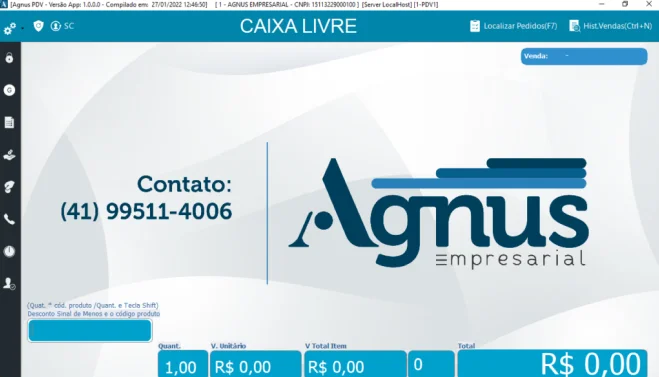 [Agnus PDV - Versão App: 1.0.0.0 - Compilado em: 27/01/2022 12:46:50] [ 1 - AGNUS EMPRESARIAL - CNPJ: 15113229000100 ] [Server LocalHost] [1-PDV1]
SC
CAIXA LIVRE
Localizar Pedidos(F7)
Hist.Vendas(Ctrl+N)
Venda: -
Contato:
(41) 99511-4006
Agnus
Empresarial
(Quat. * cód. produto /Quant. e Tecla Shift)
Desconto Sinal de Menos e o código produto
Quant. V. Unitário V Total Item Total
1,00 R$ 0,00 R$ 0,00 0 R$ 0,00